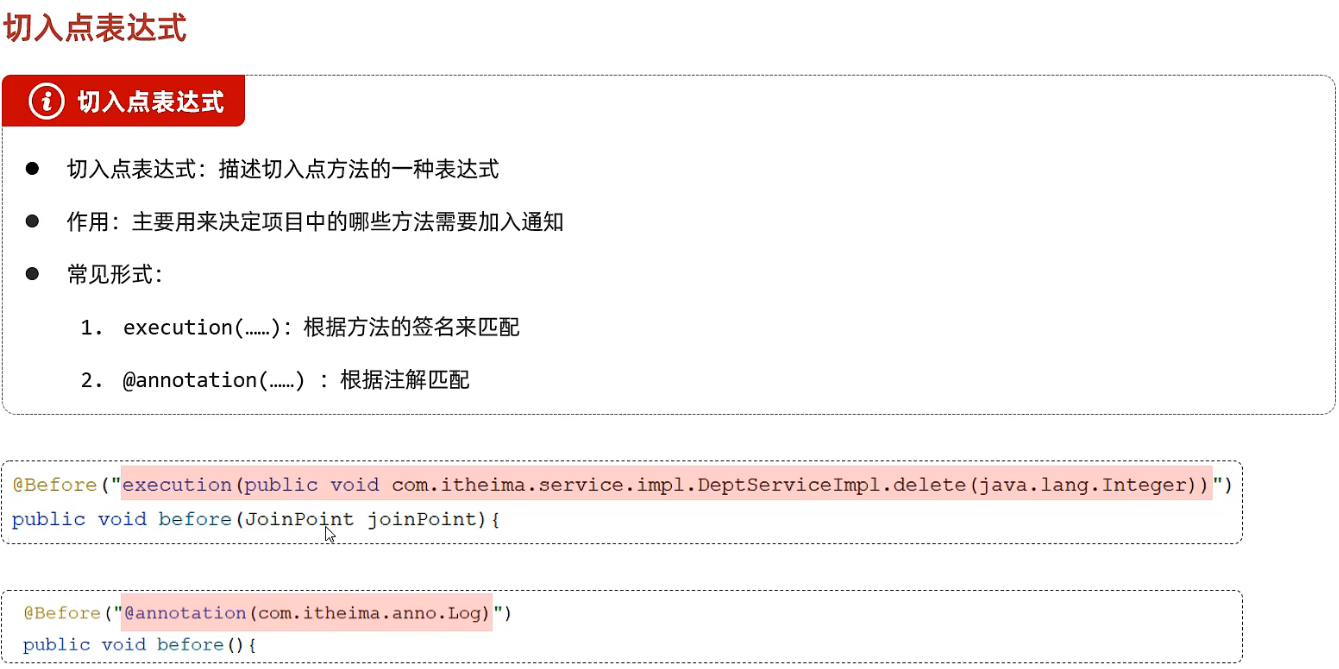 切入点表达式
切入点表达式
切入点表达式：描述切入点方法的一种表达式
作用：主要用来决定项目中的哪些方法需要加入通知
常见形式：
1. execution(……)：根据方法的签名来匹配
2. @annotation(……) ：根据注解匹配
@Before("execution(public void com.itheima.service.impl.DeptServiceImpl.delete(java.lang.Integer))")
public void before(JoinPoint joinPoint){
@Before("@annotation(com.itheima.anno.Log)")
public void before(){